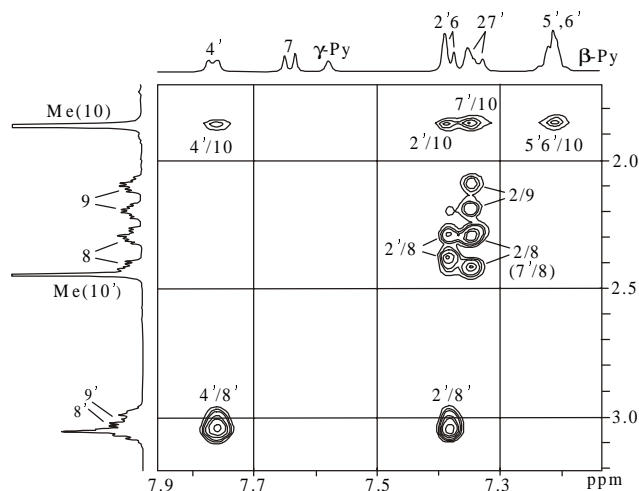 2'6 27' 5',6'
4' 7 γ-Py β-Py
Me(10)
7'/10
4'/10 2'/10 5'6'/10
2.0
9
2/9
8
2'/8 2/8
(7'/8)
Me(10')
2.5
9'
8'
4'/8' 2'/8'
3.0
7.9 7.7 7.5 7.3 ppm